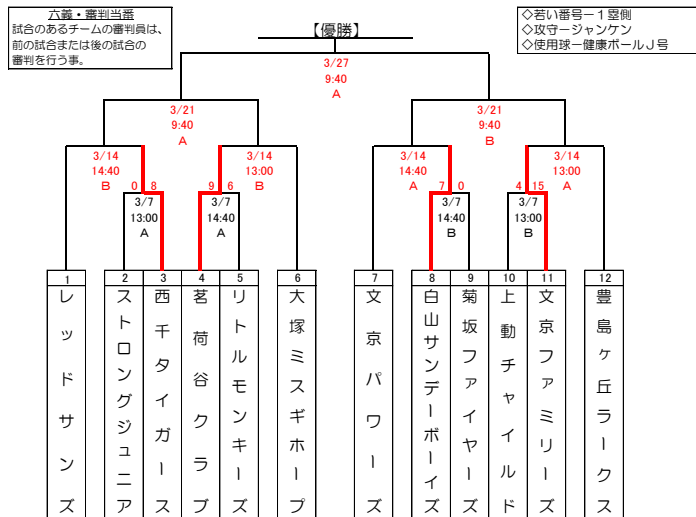 六義・審判当番
試合のあるチームの審判員は、
前の試合または後の試合の
審判を行う事。
【優勝】
◇若い番号ー1塁側
◇攻守ージャンケン
◇使用球ー健康ボールJ号
3/27
9:40
A
3/21
9:40
A
3/21
9:40
B
3/14
14:40
B
3/14
13:00
B
3/14
14:40
A
3/14
13:00
A
0 8
9 6
7 0
4 15
3/7
13:00
A
3/7
14:40
A
3/7
14:40
B
3/7
13:00
B
1
レッドサンズ
2
ストロングジュニア
3
西千タイガース
4
茗荷谷クラブ
5
リトルモンキーズ
6
大塚ミスギホープ
7
文京パワーズ
8
白山サンデーボーイズ
9
菊坂ファイヤーズ
10
上動チャイルド
11
文京ファミリーズ
12
豊島ヶ丘ラークス